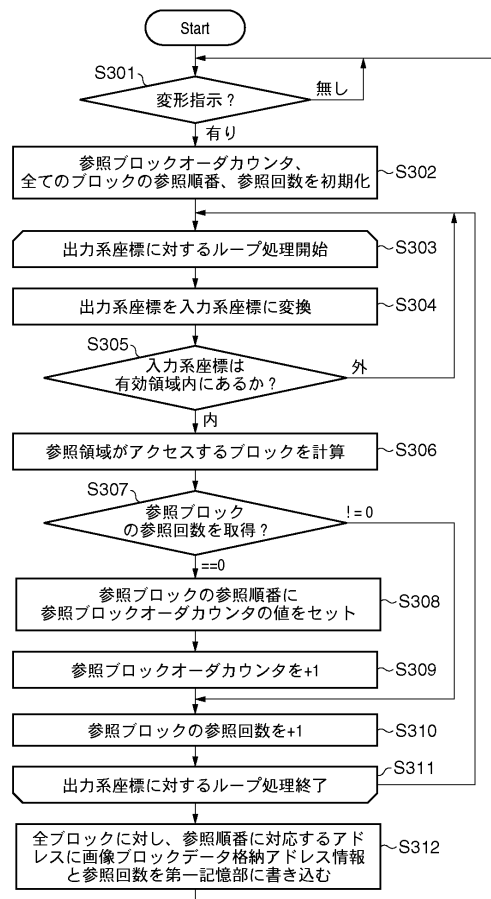 Start
S301
変形指示?
無し
有り
参照ブロックオーダカウンタ、
全てのブロックの参照順番、参照回数を初期化
S302
出力系座標に対するループ処理開始
S303
出力系座標を入力系座標に変換
S304
S305
入力系座標は
有効領域内にあるか?
外
内
参照領域がアクセスするブロックを計算
S306
S307
参照ブロック
の参照回数を取得?
!=0
==0
参照ブロックの参照順番に
参照ブロックオーダカウンタの値をセット
S308
参照ブロックオーダカウンタを+1
S309
参照ブロックの参照回数を+1
S310
出力系座標に対するループ処理終了
S311
全ブロックに対し、参照順番に対応するアド
レスに画像ブロックデータ格納アドレス情報
と参照回数を第一記憶部に書き込む
S312